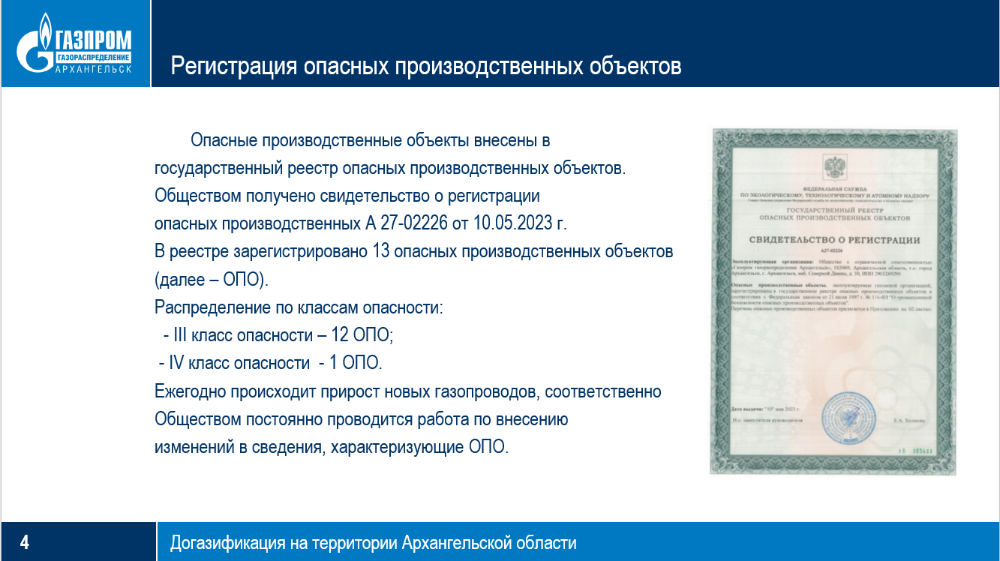 ГАЗПРОМ
ГАЗОРАСПРЕДЕЛЕНИЕ
АРХАНГЕЛЬСК
Регистрация опасных производственных объектов
Опасные производственные объекты внесены в
государственный реестр опасных производственных объектов.
Обществом получено свидетельство о регистрации
опасных производственных А 27-02226 от 10.05.2023 г.
В реестре зарегистрировано 13 опасных производственных объектов
(далее – ОПО).
Распределение по классам опасности:
- III класс опасности – 12 ОПО;
- IV класс опасности - 1 ОПО.
Ежегодно происходит прирост новых газопроводов, соответственно
Обществом постоянно проводится работа по внесению
изменений в сведения, характеризующие ОПО.
ФЕДЕРАЛЬНАЯ СЛУЖБА
ПО ЭКОЛОГИЧЕСКОМУ, ТЕХНОЛОГИЧЕСКОМУ И АТОМНОМУ НАДЗОРУ
ГОСУДАРСТВЕННЫЙ РЕЕСТР
ОПАСНЫХ ПРОИЗВОДСТВЕННЫХ ОБЪЕКТОВ
СВИДЕТЕЛЬСТВО О РЕГИСТРАЦИИ
А27-02226
Эксплуатирующая организация: Общество с ограниченной ответственностью
«Газпром газораспределение Архангельск», 163069, Архангельская область, г.о. город
Архангельск, г. Архангельск, наб. Северной Двины, д. 30, ИНН 2901249290
Опасные производственные объекты, эксплуатируемые указанной организацией,
зарегистрированы в государственном реестре опасных производственных объектов в
соответствии с Федеральным законом от 21 июля 1997 г. № 116-ФЗ "О промышленной
безопасности опасных производственных объектов".
Перечень опасных производственных объектов прилагается в Приложении на 02 листах.
Дата выдачи: "10" мая 2023 г.
И.о. заместителя руководителя
Е.А.
103611
4
Догазификация на территории Архангельской области